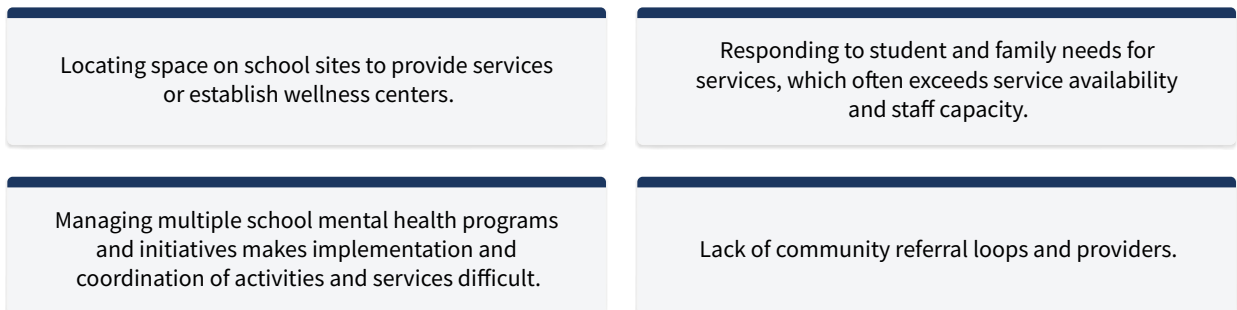 Locating space on school sites to provide services
or establish wellness centers.
Responding to student and family needs for
services, which often exceeds service availability
and staff capacity.
Managing multiple school mental health programs
and initiatives makes implementation and
coordination of activities and services difficult.
Lack of community referral loops and providers.